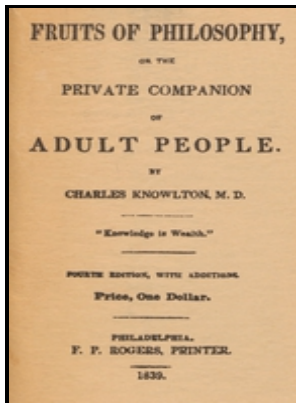 FRUITS OF PHILOSOPHY,
OR THE
PRIVATE COMPANION
OF
ADULT PEOPLE.
BY
CHARLES KNOWLTON, M. D.
"Knowledge is Wealth."
FOURTH EDITION, WITH ADDITIONS.
Price, One Dollar.
PHILADELPHIA.
F. P. ROGERS, PRINTER.
1839.